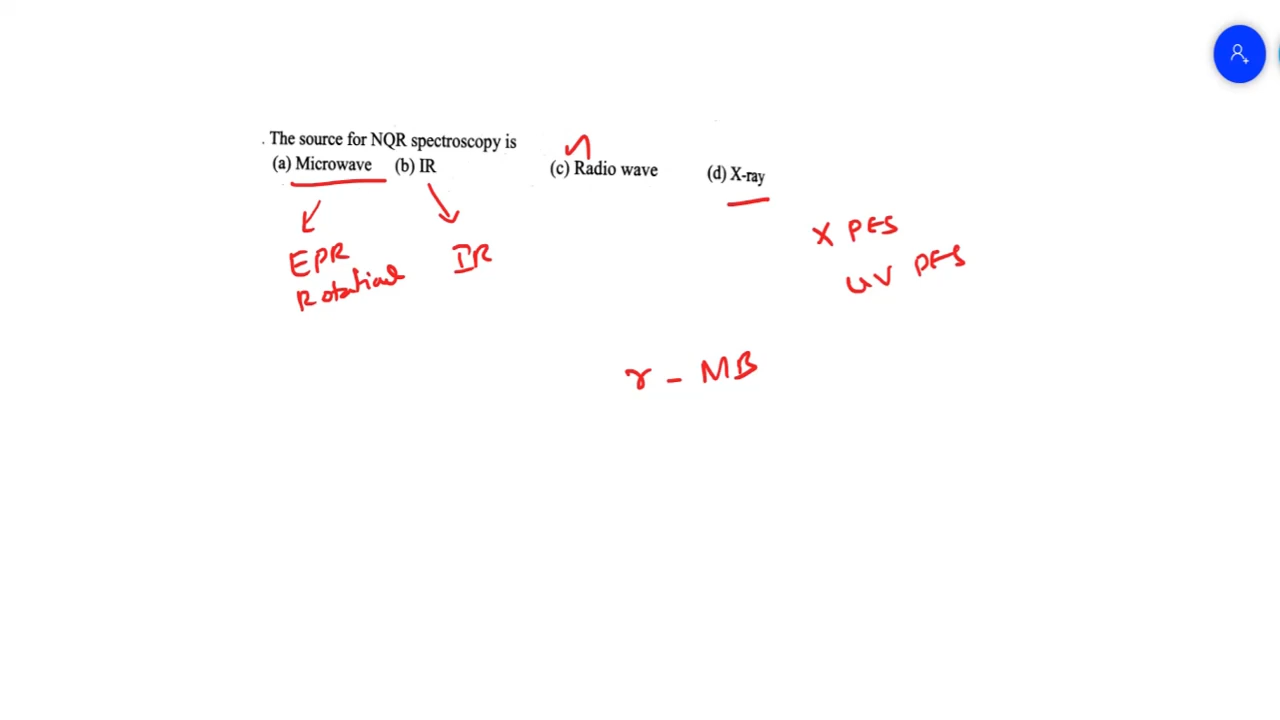 . The source for NQR spectroscopy is
(a) Microwave (b) IR (c) Radio wave (d) X-ray
EPR
Rotational
IR
X PES
UV PES
γ - MB